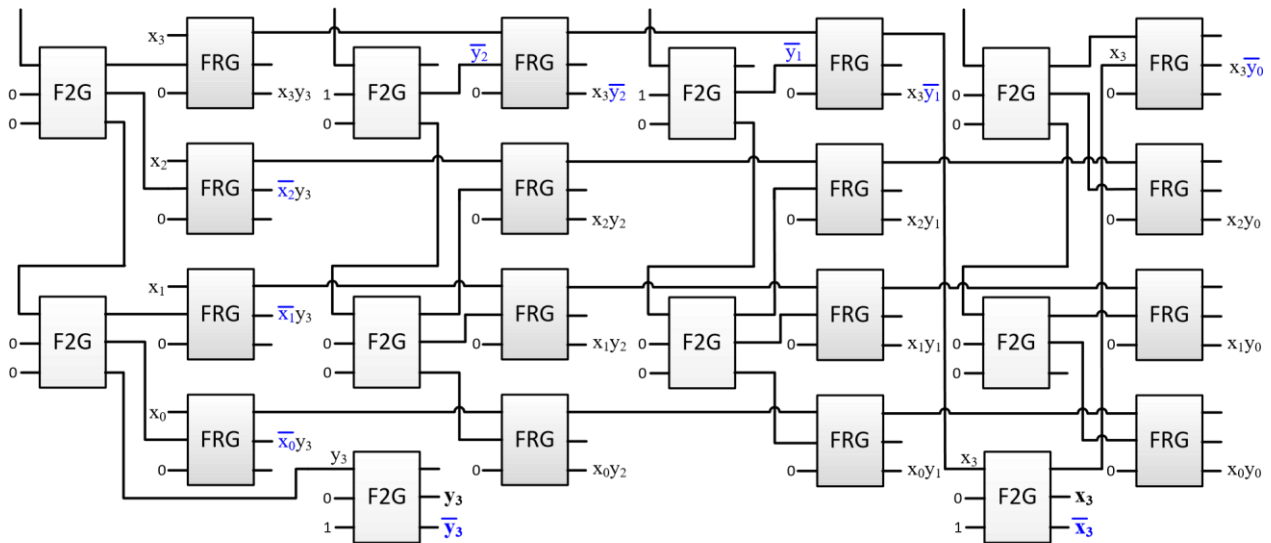 x₃ FRG x₃y₃
F2G 0 0
y̅₂ F2G 1 0
FRG 0 x₃y̅₂
y̅₁ F2G 1 0
FRG 0 x₃y̅₁
F2G 0 0
x₃ FRG 0 x₃y̅₀
x₂ FRG 0 x̅₂y₃
FRG 0 x₂y₂
FRG 0 x₂y₁
FRG 0 x₂y₀
F2G 0 0
x₁ FRG 0 x̅₁y₃
F2G 0 0
FRG 0 x₁y₂
F2G 0 0
FRG 0 x₁y₁
F2G 0 0
FRG 0 x₁y₀
x₀ FRG 0 x̅₀y₃
FRG 0 x₀y₂
FRG 0 x₀y₁
FRG 0 x₀y₀
y₃ F2G 0 1 y₃ y̅₃
x₃ F2G 0 1 x₃ x̅₃